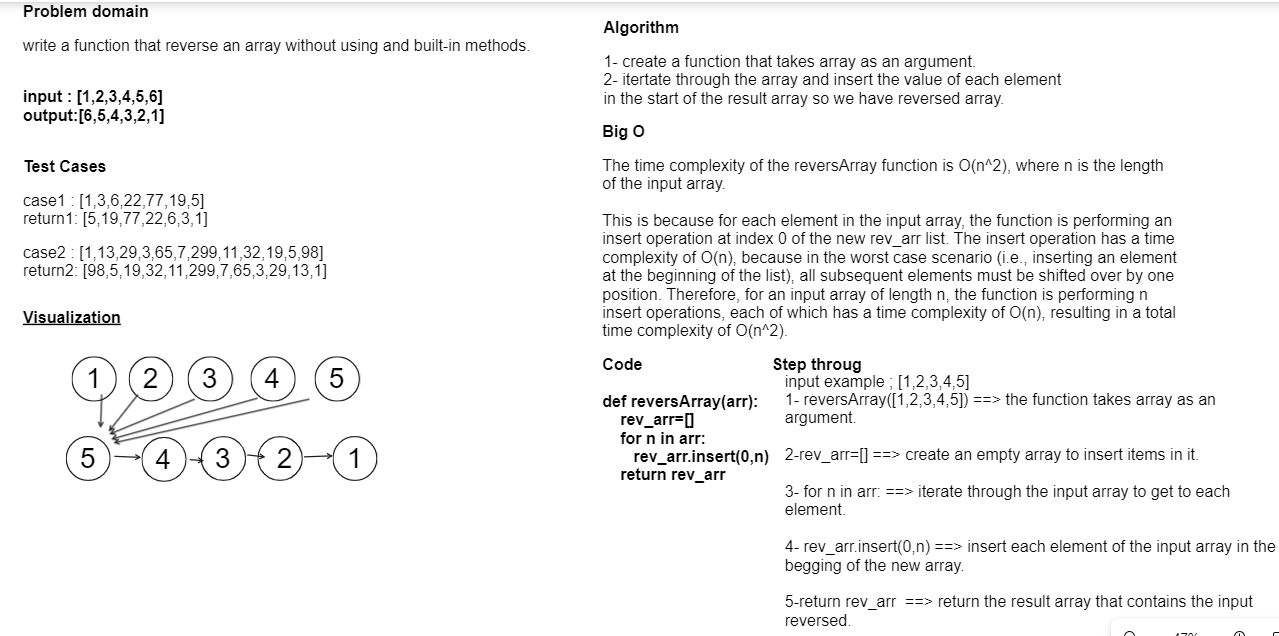 Problem domain
write a function that reverse an array without using and built-in methods.
input : [1,2,3,4,5,6]
output:[6,5,4,3,2,1]
Test Cases
case1 : [1,3,6,22,77,19,5]
return1: [5,19,77,22,6,3,1]
case2 : [1,13,29,3,65,7,299,11,32,19,5,98]
return2: [98,5,19,32,11,299,7,65,3,29,13,1]
Visualization
1 2 3 4 5
5 4 3 2 1
Algorithm
1- create a function that takes array as an argument.
2- itertate through the array and insert the value of each element
in the start of the result array so we have reversed array.
Big O
The time complexity of the reversArray function is O(n^2), where n is the length
of the input array.
This is because for each element in the input array, the function is performing an
insert operation at index 0 of the new rev_arr list. The insert operation has a time
complexity of O(n), because in the worst case scenario (i.e., inserting an element
at the beginning of the list), all subsequent elements must be shifted over by one
position. Therefore, for an input array of length n, the function is performing n
insert operations, each of which has a time complexity of O(n), resulting in a total
time complexity of O(n^2).
Code
def reversArray(arr):
rev_arr=[]
for n in arr:
rev_arr.insert(0,n)
return rev_arr
Step throug
input example ; [1,2,3,4,5]
1- reversArray([1,2,3,4,5]) ==> the function takes array as an
argument.
2-rev_arr=[] ==> create an empty array to insert items in it.
3- for n in arr: ==> iterate through the input array to get to each
element.
4- rev_arr.insert(0,n) ==> insert each element of the input array in the
begging of the new array.
5-return rev_arr ==> return the result array that contains the input
reversed.